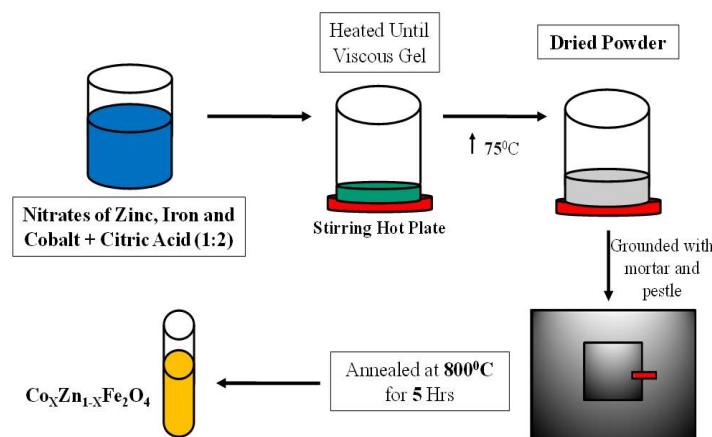 Nitrates of Zinc, Iron and
Cobalt + Citric Acid (1:2)
Heated Until
Viscous Gel
Stirring Hot Plate
↑ 75⁰C
Dried Powder
Grounded with
mortar and
pestle
Annealed at 800⁰C
for 5 Hrs
CoₓZn₁₋ₓFe₂O₄